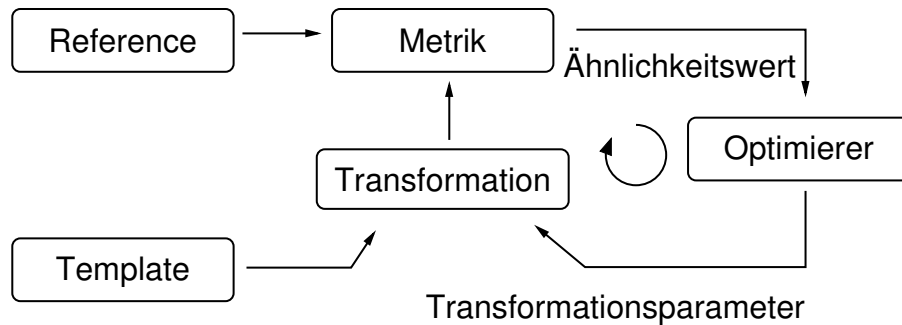 Reference
Metrik
Ähnlichkeitswert
Optimierer
Transformation
Template
Transformationsparameter